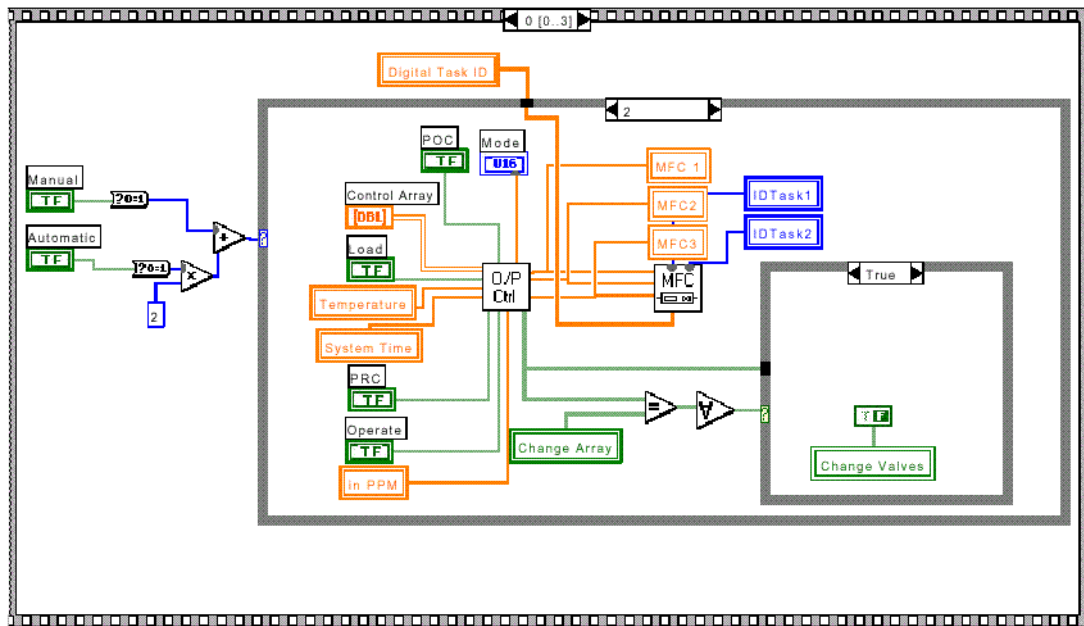 0 [0..3]
Digital Task ID
2
POC
TF
Mode
U16
MFC 1
Manual
TF
?0=1
Control Array
[DBL]
MFC2
IDTask1
Automatic
TF
?0=1
+
Load
TF
MFC3
IDTask2
x
2
O/P
Ctrl
MFC
True
Temperature
System Time
PRC
TF
=
Operate
TF
Change Array
TF
Change Valves
in PPM